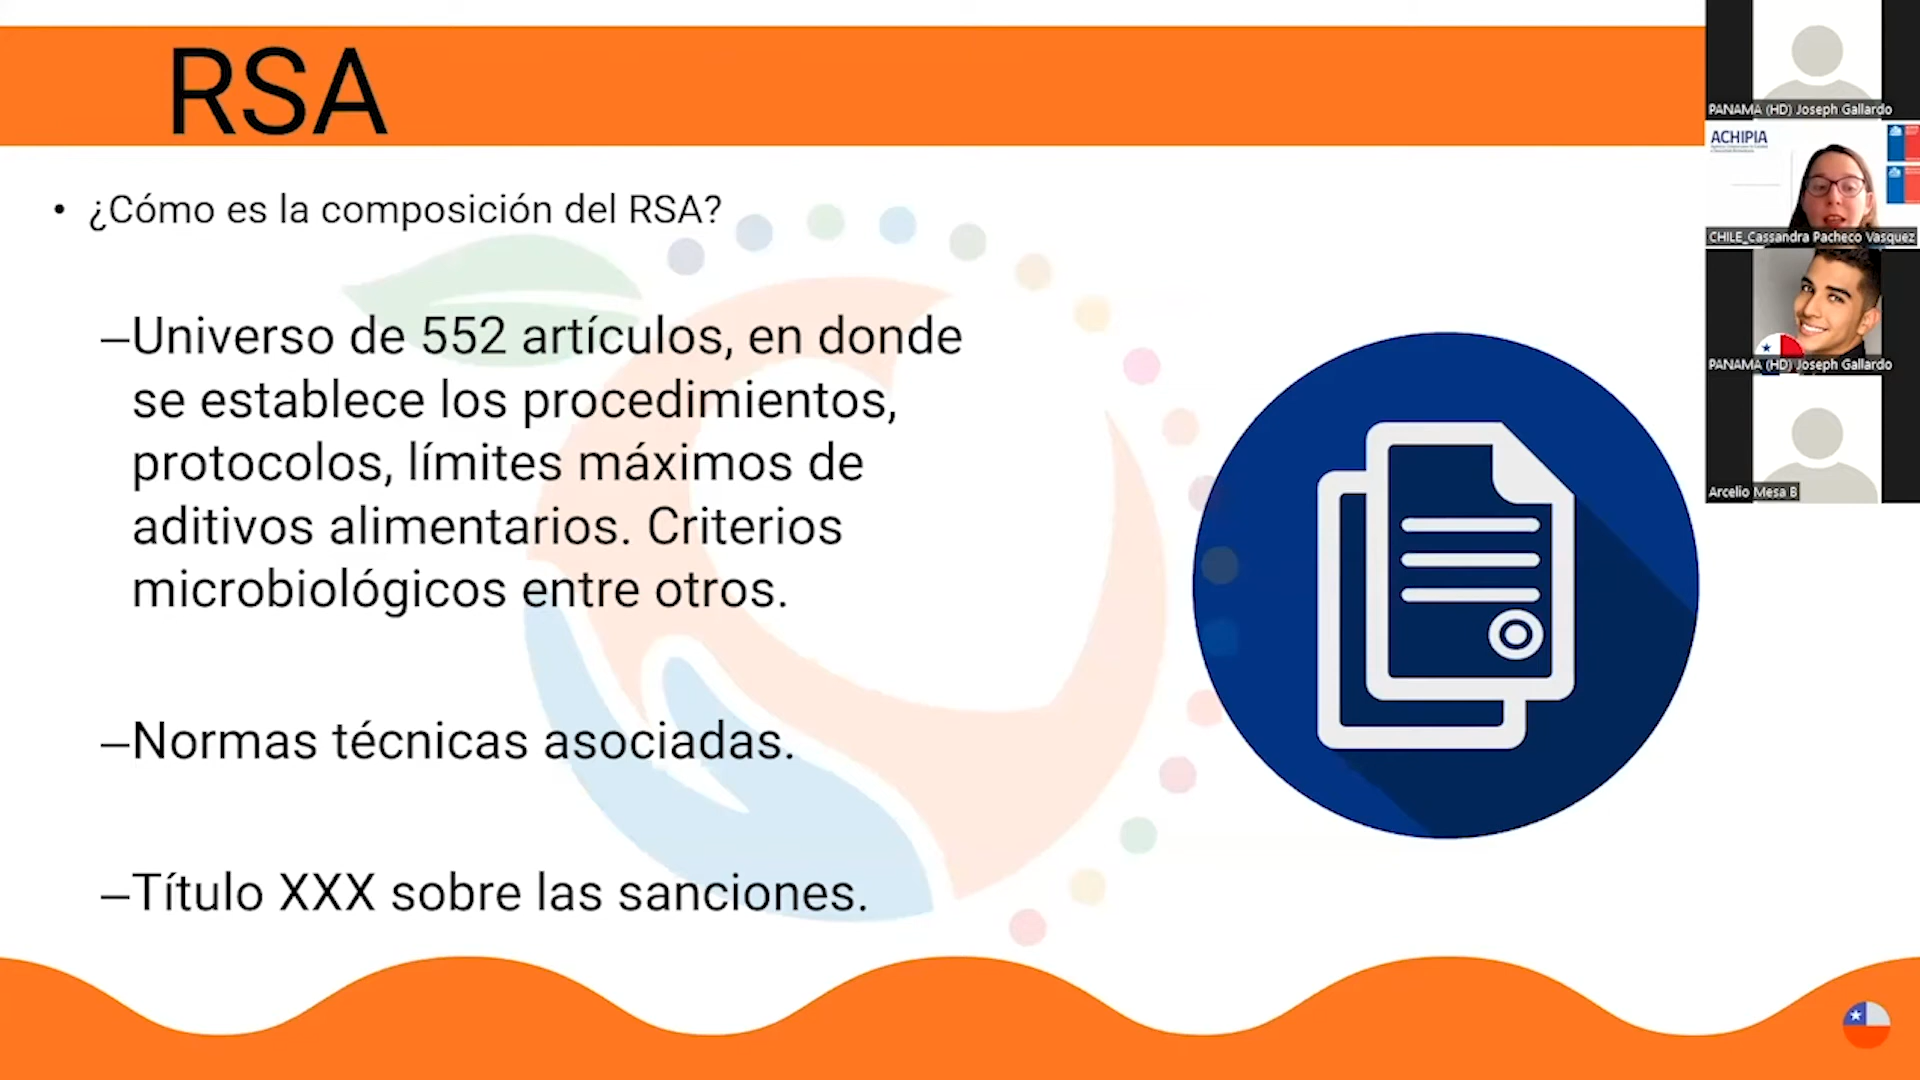 RSA
• ¿Cómo es la composición del RSA?
–Universo de 552 artículos, en donde
se establece los procedimientos,
protocolos, límites máximos de
aditivos alimentarios. Criterios
microbiológicos entre otros.
–Normas técnicas asociadas.
–Título XXX sobre las sanciones.
PANAMA (HD) Joseph Gallardo
ACHIPIA
CHILE_Cassandra Pacheco Vasquez
PANAMA (HD) Joseph Gallardo
Arcelio Mesa B